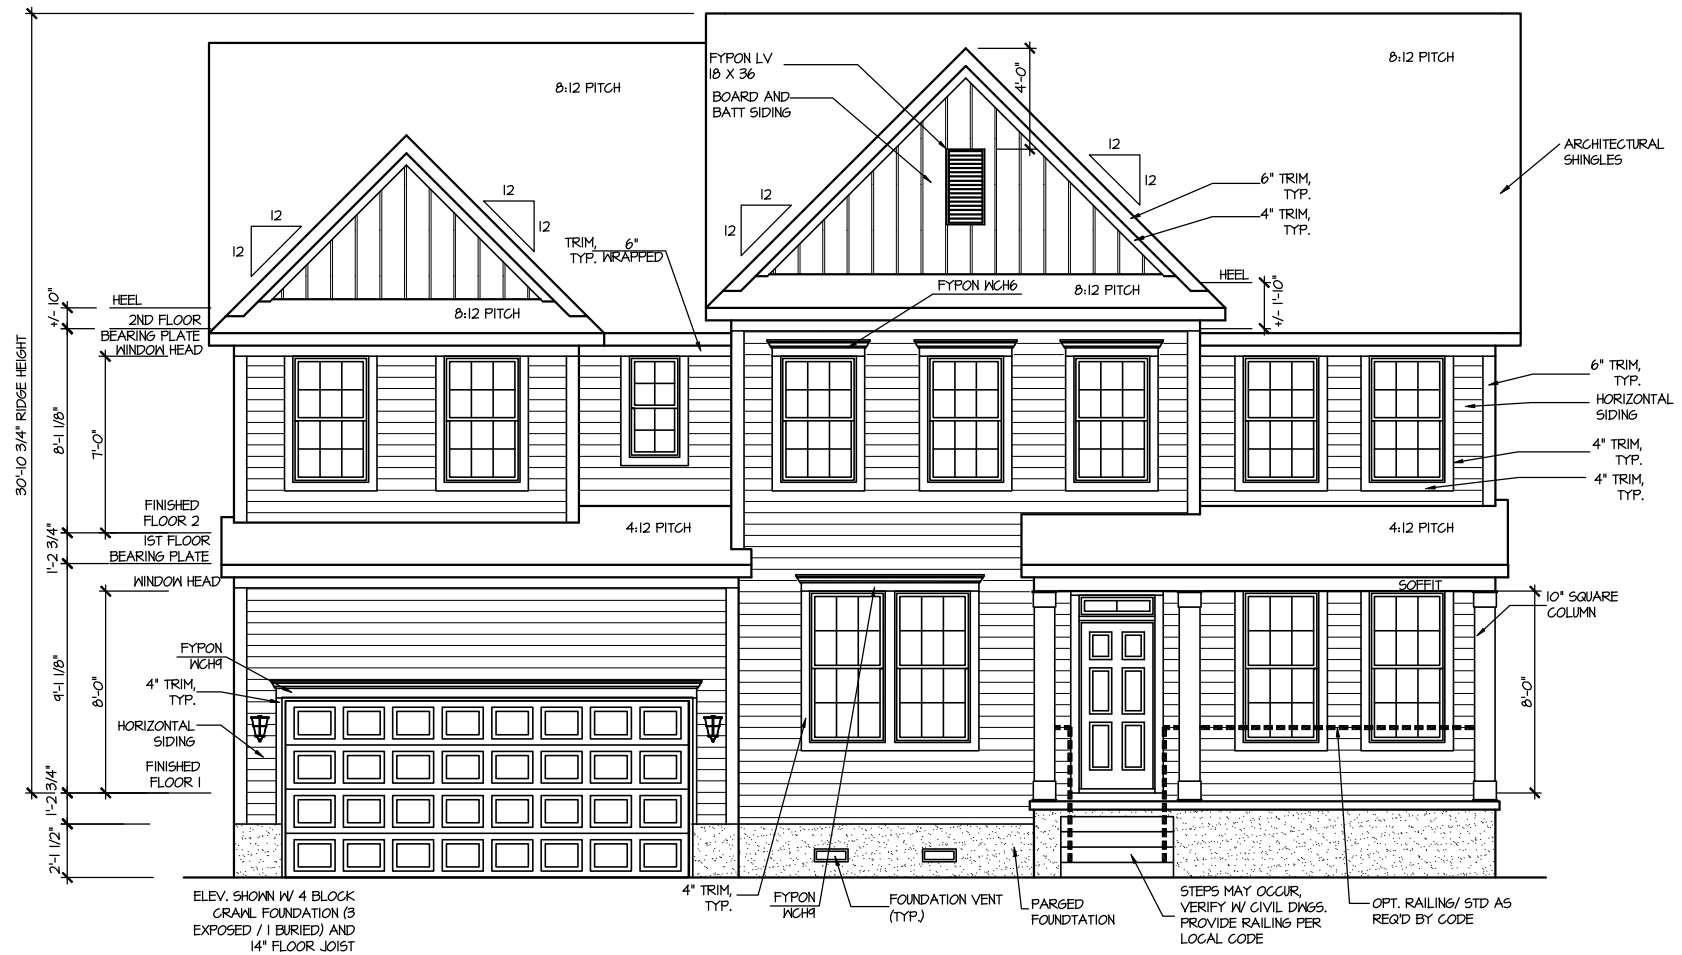 FYPON LV
18 X 36
BOARD AND
BATT SIDING
8:12 PITCH
8:12 PITCH
4'-0"
ARCHITECTURAL
SHINGLES
12
12
12
12
12
12
12
12
6" TRIM,
TYP.
4" TRIM,
TYP.
TRIM, 6"
TYP. WRAPPED
HEEL
+/- 1'-10"
FYPON WCH6
8:12 PITCH
8:12 PITCH
+/- 10"
HEEL
2ND FLOOR
BEARING PLATE
WINDOW HEAD
30'-10 3/4" RIDGE HEIGHT
8'-1 1/8"
7'-0"
6" TRIM,
TYP.
HORIZONTAL
SIDING
4" TRIM,
TYP.
4" TRIM,
TYP.
FINISHED
FLOOR 2
1ST FLOOR
BEARING PLATE
1'-2 3/4"
4:12 PITCH
4:12 PITCH
WINDOW HEAD
SOFFIT
10" SQUARE
COLUMN
FYPON
WCH9
4" TRIM,
TYP.
9'-1 1/8"
8'-0"
8'-0"
HORIZONTAL
SIDING
FINISHED
FLOOR 1
1'-2 3/4"
2'-1 1/2"
ELEV. SHOWN W/ 4 BLOCK
CRAWL FOUNDATION (3
EXPOSED / 1 BURIED) AND
14" FLOOR JOIST
4" TRIM,
TYP.
FYPON
WCH9
FOUNDATION VENT
(TYP.)
PARGED
FOUNDTATION
STEPS MAY OCCUR,
VERIFY W/ CIVIL DWGS.
PROVIDE RAILING PER
LOCAL CODE
OPT. RAILING/ STD AS
REQ'D BY CODE